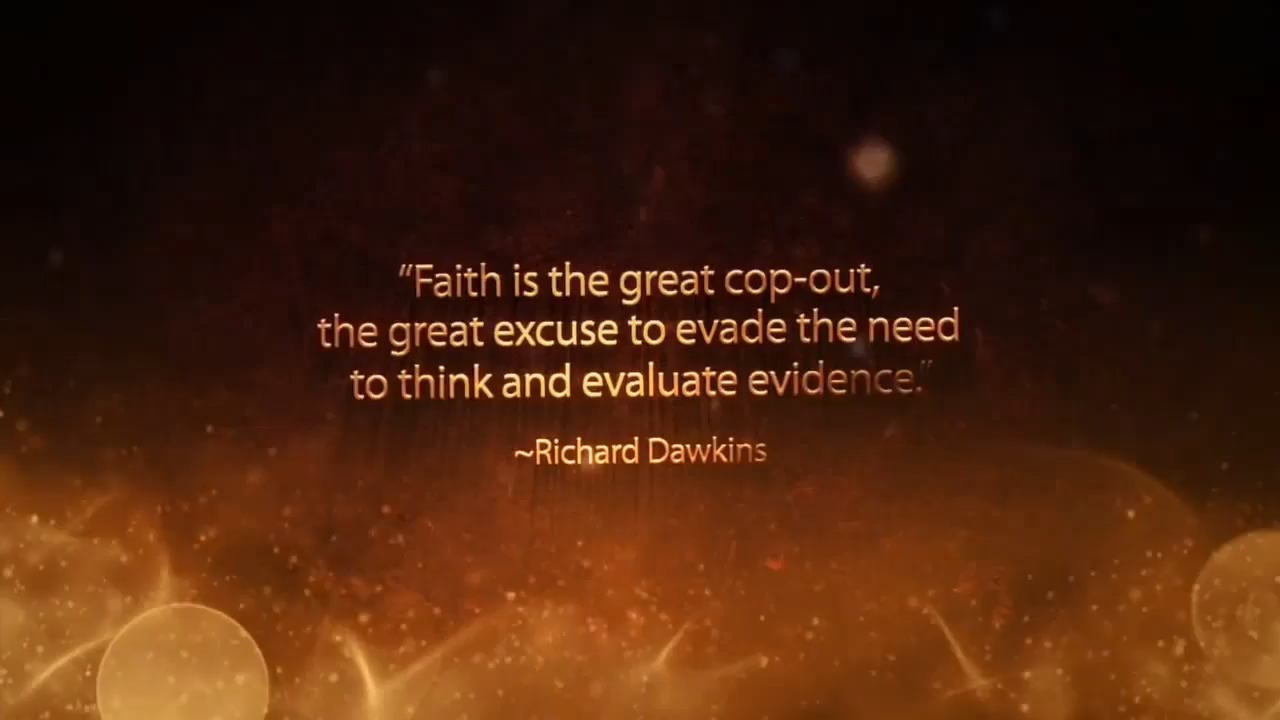 “Faith is the great cop-out,
the great excuse to evade the need
to think and evaluate evidence.”
~Richard Dawkins